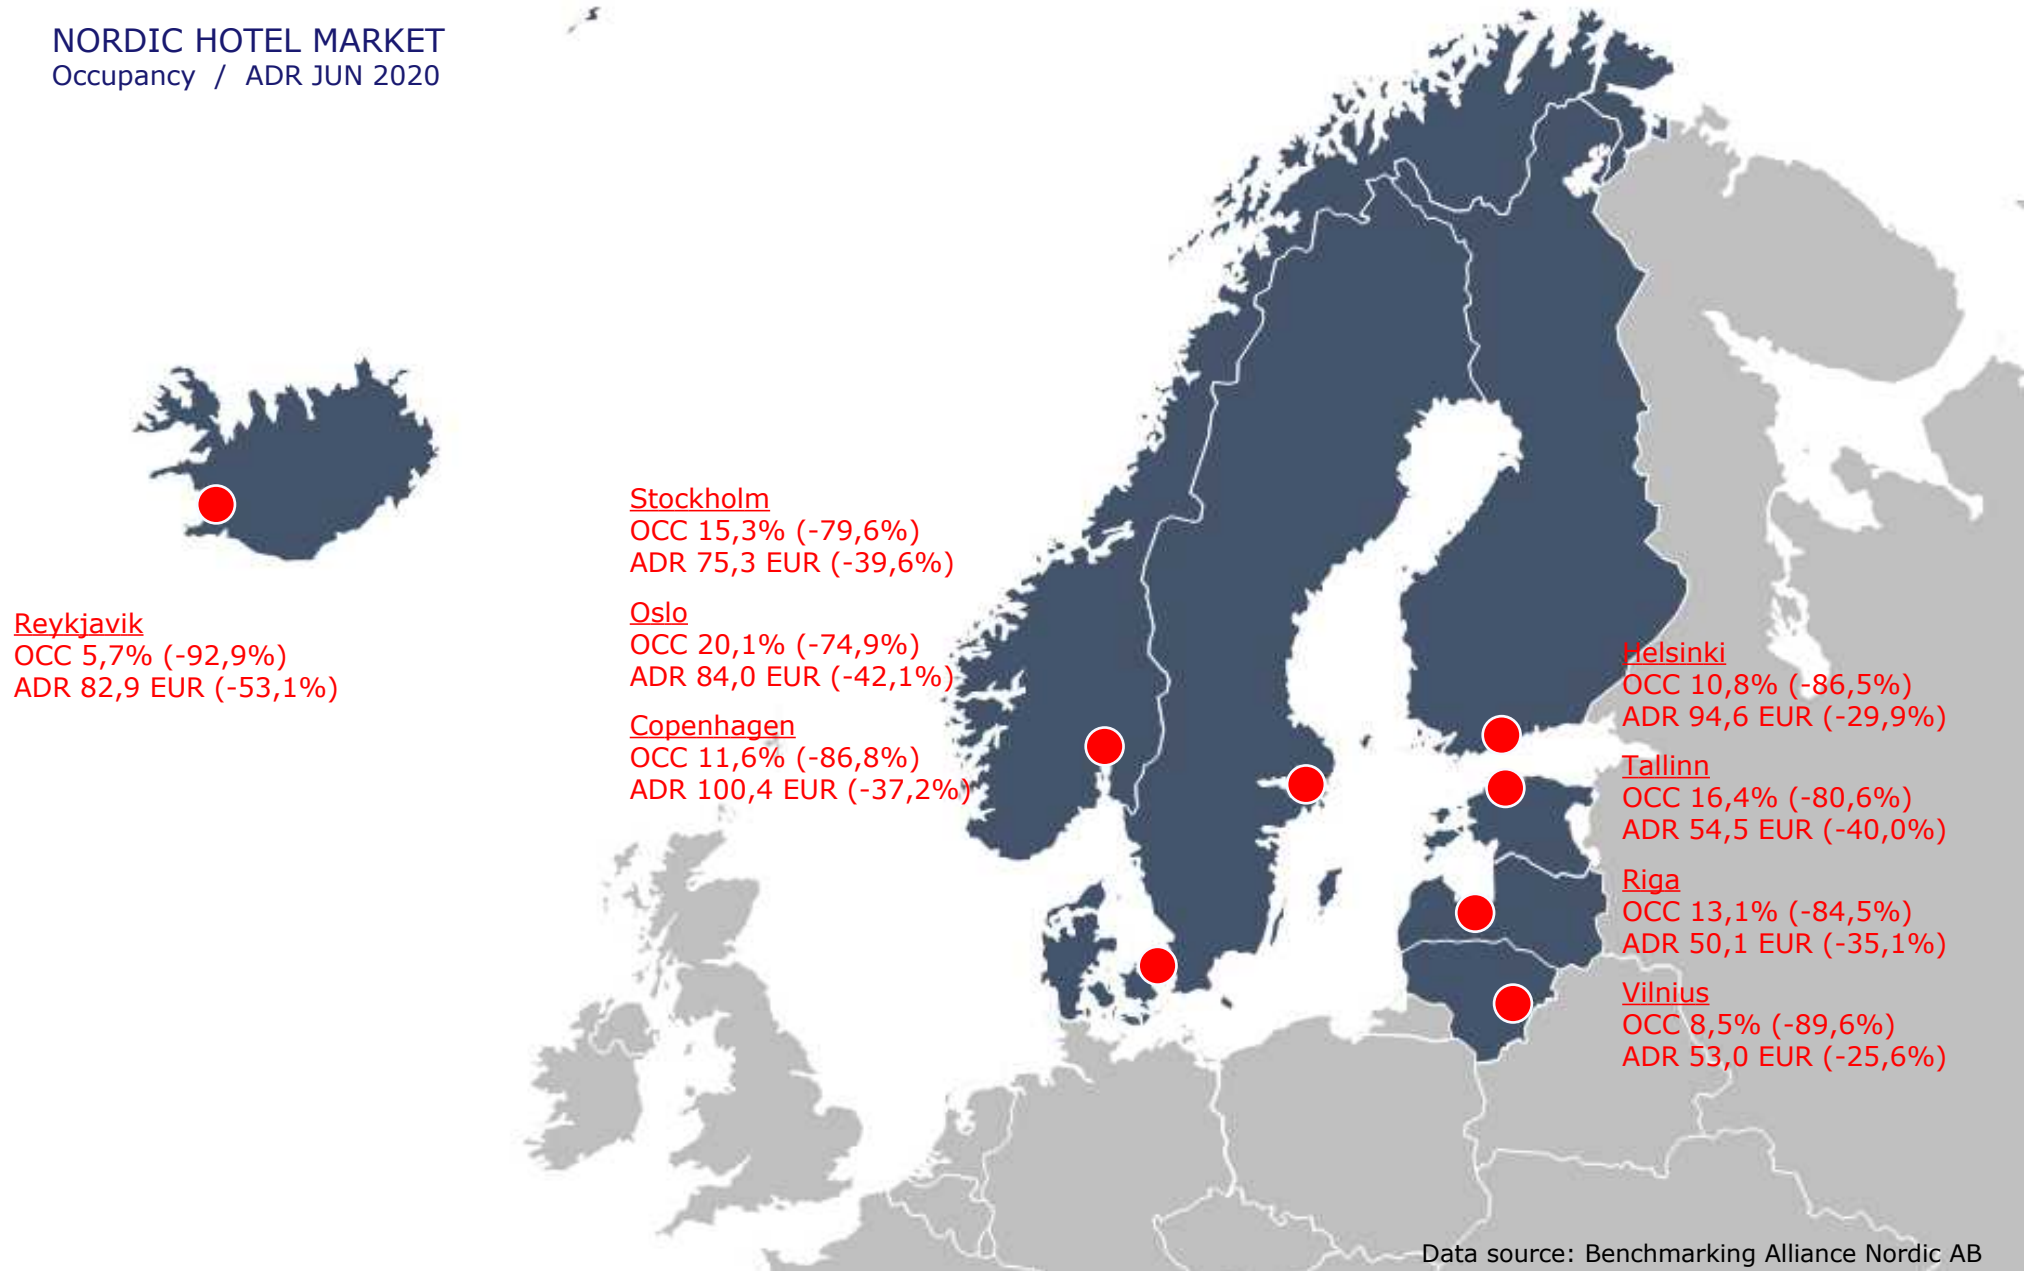 NORDIC HOTEL MARKET
Occupancy / ADR JUN 2020
Stockholm
OCC 15,3% (-79,6%)
ADR 75,3 EUR (-39,6%)
Oslo
OCC 20,1% (-74,9%)
ADR 84,0 EUR (-42,1%)
Copenhagen
OCC 11,6% (-86,8%)
ADR 100,4 EUR (-37,2%)
Reykjavik
OCC 5,7% (-92,9%)
ADR 82,9 EUR (-53,1%)
Helsinki
OCC 10,8% (-86,5%)
ADR 94,6 EUR (-29,9%)
Tallinn
OCC 16,4% (-80,6%)
ADR 54,5 EUR (-40,0%)
Riga
OCC 13,1% (-84,5%)
ADR 50,1 EUR (-35,1%)
Vilnius
OCC 8,5% (-89,6%)
ADR 53,0 EUR (-25,6%)
Data source: Benchmarking Alliance Nordic AB